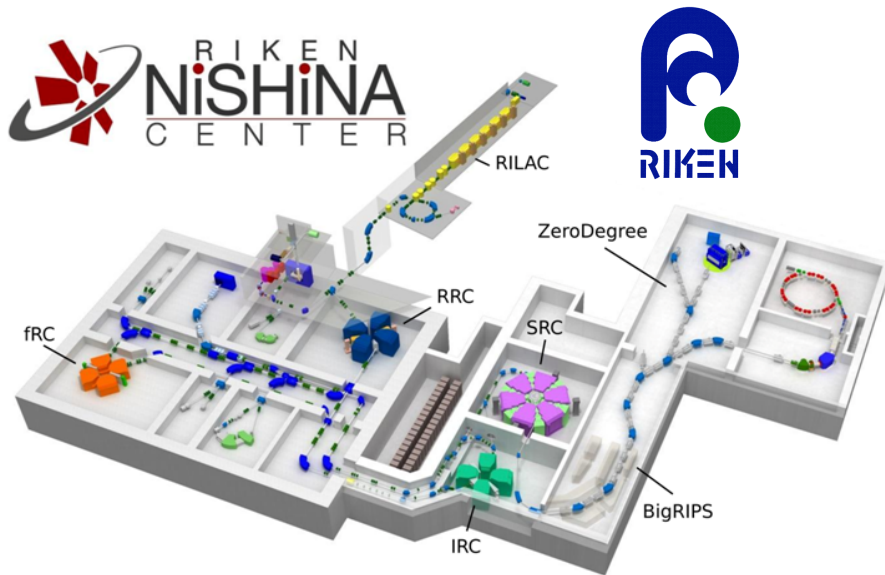 RIKEN
NiSHiNA
CENTER
RIKEN
RILAC
ZeroDegree
RRC
SRC
fRC
BigRIPS
IRC